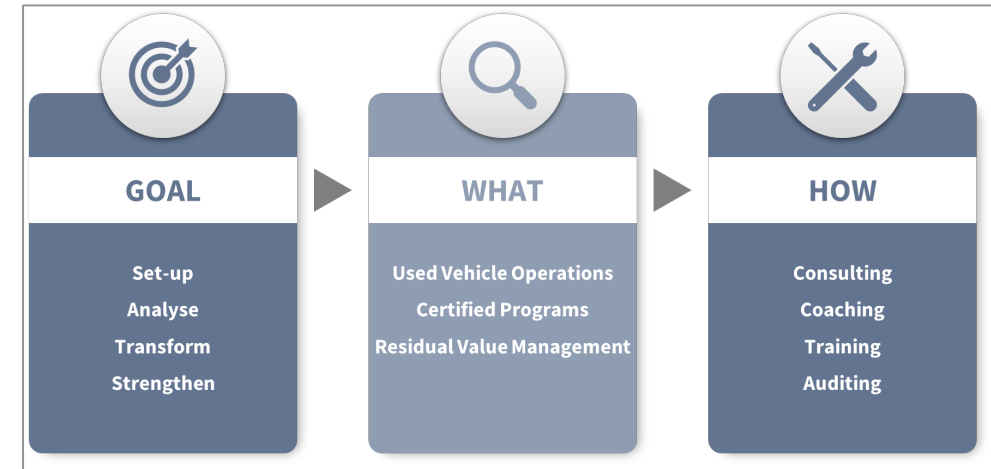 GOAL
Set-up
Analyse
Transform
Strengthen
WHAT
Used Vehicle Operations
Certified Programs
Residual Value Management
HOW
Consulting
Coaching
Training
Auditing